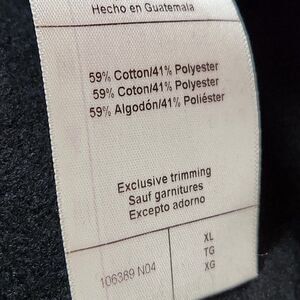 Hecho en Guatemala
59% Cotton/41% Polyester
59% Coton/41% Polyester
59% Algodón/41% Poliéster
Exclusive trimming
Sauf garnitures
Excepto adorno
106389 N04
XL
TG
XG